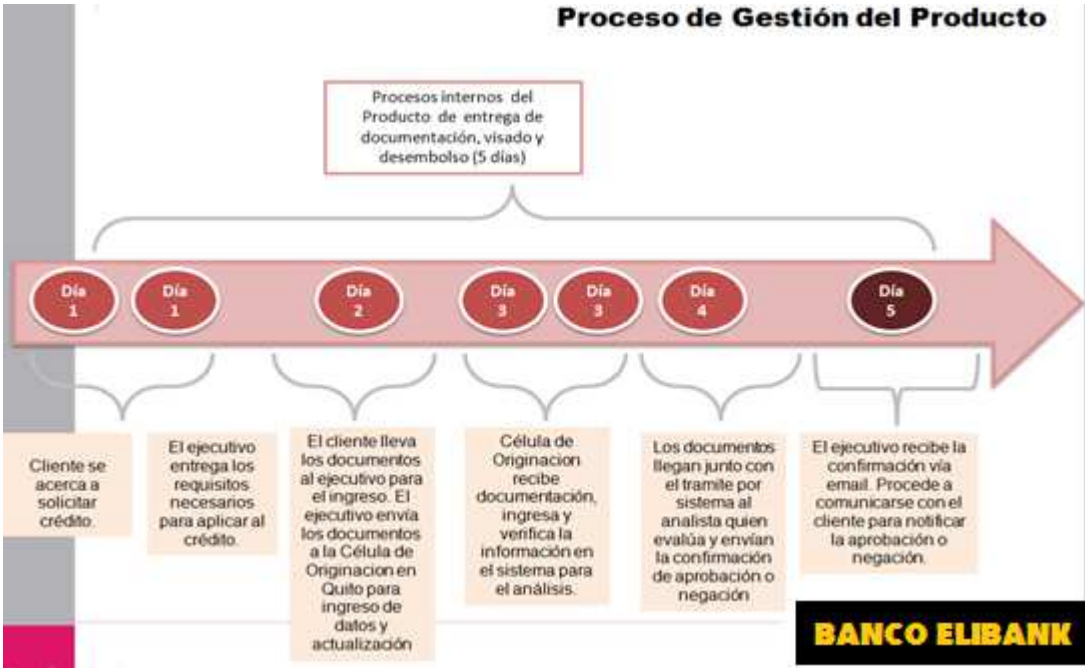 Proceso de Gestión del Producto
Procesos internos del
Producto de entrega de
documentación, visado y
desembolso (5 días)
Día
1
Día
1
Día
2
Día
3
Día
3
Día
4
Día
5
Cliente se
acerca a
solicitar
crédito.
El ejecutivo
entrega los
requisitos
necesarios
para aplicar al
crédito.
El cliente lleva
los documentos
al ejecutivo para
el ingreso. El
ejecutivo envía
los documentos
a la Célula de
Originacion en
Quito para
ingreso de
datos y
actualización
Célula de
Originacion
recibe
documentación,
ingresa y
verifica la
información en
el sistema para
el análisis.
Los documentos
llegan junto con
el tramite por
sistema al
analista quien
evalúa y envían
la confirmación
de aprobación o
negación
El ejecutivo recibe la
confirmación vía
email. Procede a
comunicarse con el
cliente para notificar
la aprobación o
negación.
BANCO ELIBANK